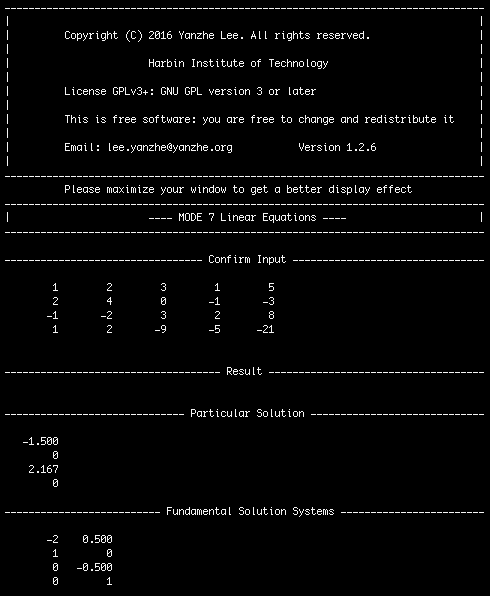 Copyright (C) 2016 Yanzhe Lee. All rights reserved.
Harbin Institute of Technology
License GPLv3+: GNU GPL version 3 or later
This is free software: you are free to change and redistribute it
Email: lee.yanzhe@yanzhe.org Version 1.2.6
Please maximize your window to get a better display effect
---- MODE 7 Linear Equations ----
Confirm Input
1 2 3 1 5
2 4 0 -1 -3
-1 -2 3 2 8
1 2 -9 -5 -21
Result
Particular Solution
-1.500
0
2.167
0
Fundamental Solution Systems
-2 0.500
1 0
0 -0.500
0 1